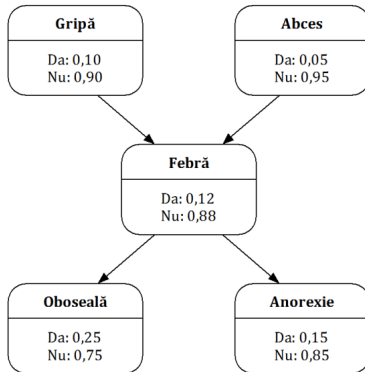 Gripă
Da: 0,10
Nu: 0,90
Abces
Da: 0,05
Nu: 0,95
Febră
Da: 0,12
Nu: 0,88
Oboseală
Da: 0,25
Nu: 0,75
Anorexie
Da: 0,15
Nu: 0,85